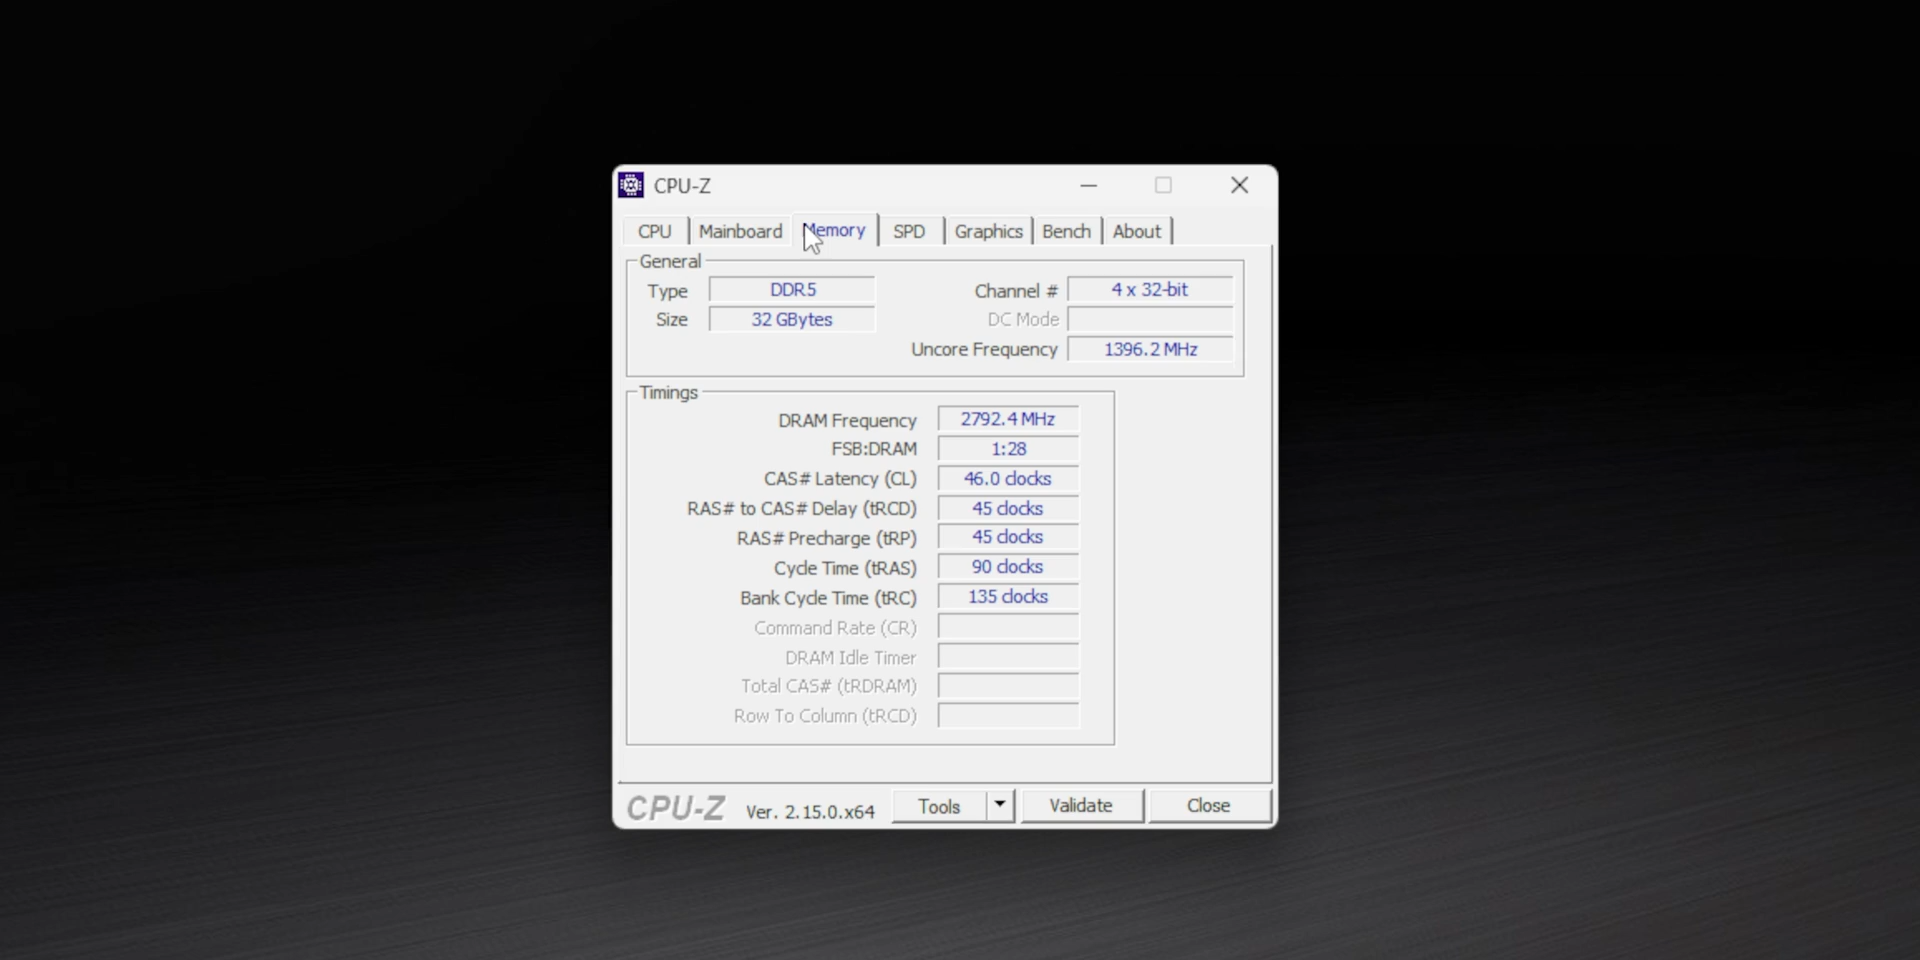 CPU-Z
CPU Mainboard Memory SPD Graphics Bench About
General
Type DDR5 Channel # 4 x 32-bit
Size 32 GBytes DC Mode
Uncore Frequency 1396.2 MHz
Timings
DRAM Frequency 2792.4 MHz
FSB:DRAM 1:28
CAS# Latency (CL) 46.0 clocks
RAS# to CAS# Delay (tRCD) 45 clocks
RAS# Precharge (tRP) 45 clocks
Cycle Time (tRAS) 90 clocks
Bank Cycle Time (tRC) 135 clocks
Command Rate (CR)
DRAM Idle Timer
Total CAS# (tRDRAM)
Row To Column (tRCD)
CPU-Z Ver. 2.15.0.x64 Tools Validate Close